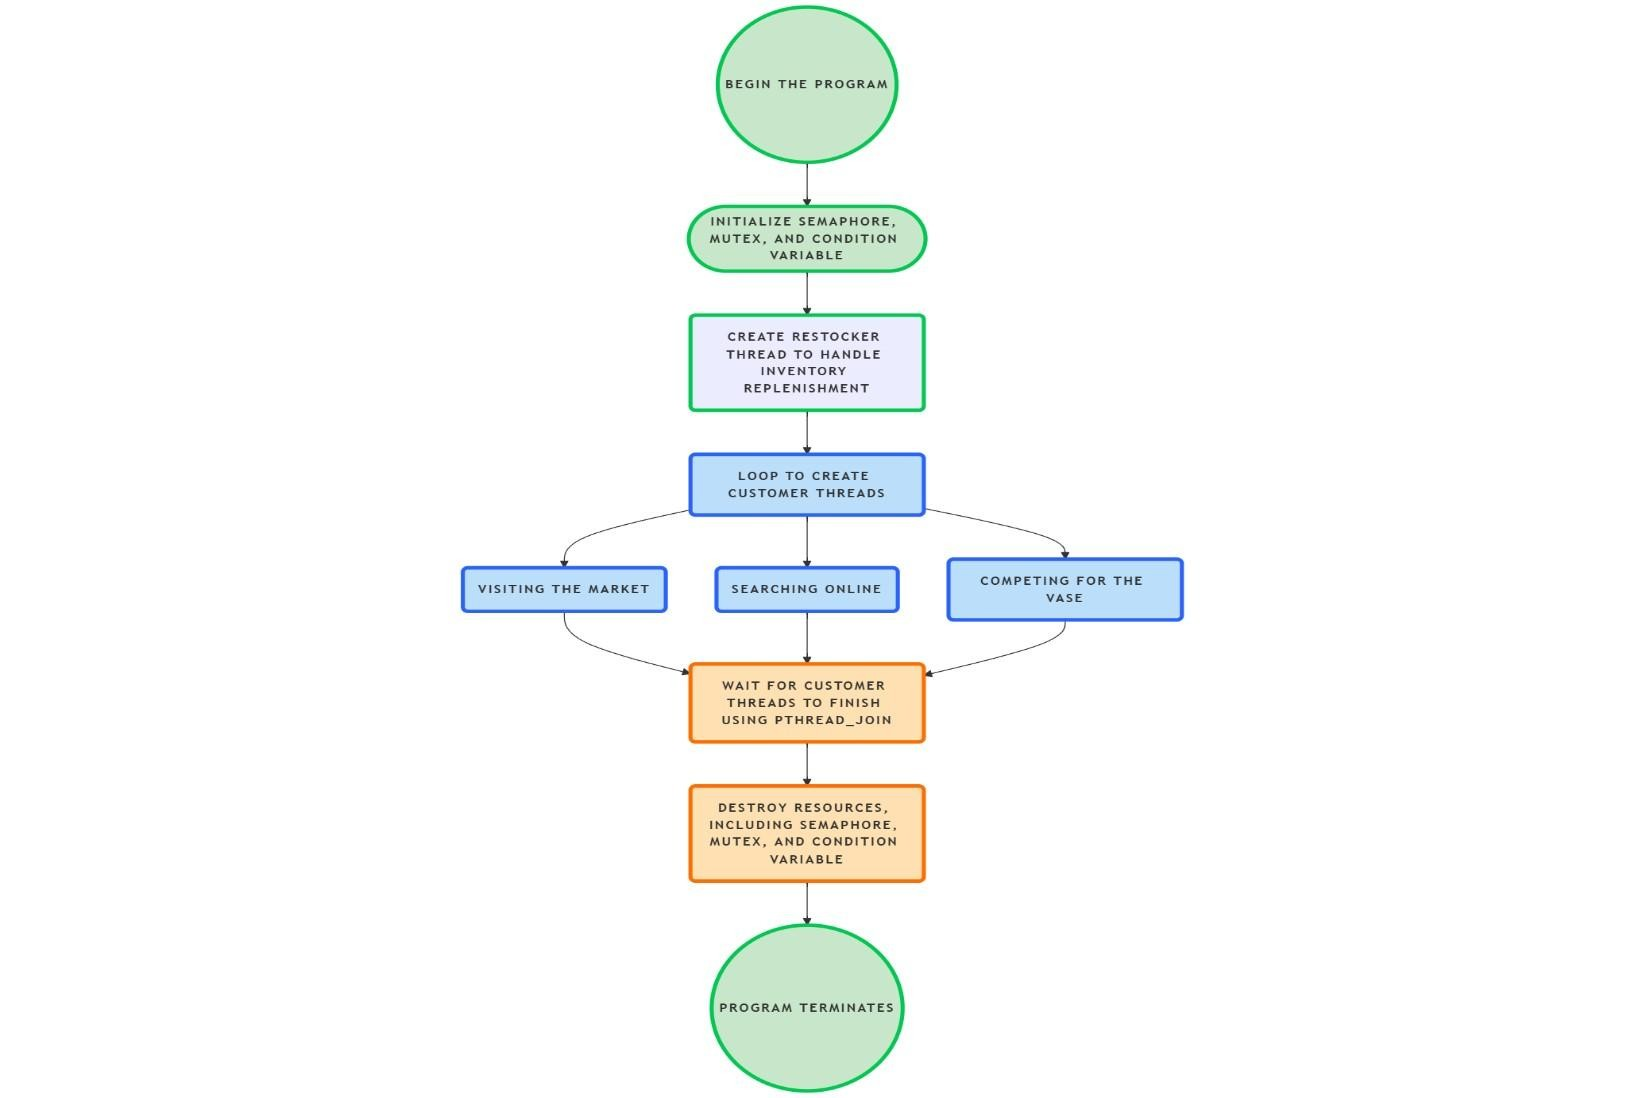 BEGIN THE PROGRAM
INITIALIZE SEMAPHORE,
MUTEX, AND CONDITION
VARIABLE
CREATE RESTOCKER
THREAD TO HANDLE
INVENTORY
REPLENISHMENT
LOOP TO CREATE
CUSTOMER THREADS
VISITING THE MARKET
SEARCHING ONLINE
COMPETING FOR THE
VASE
WAIT FOR CUSTOMER
THREADS TO FINISH
USING PTHREAD_JOIN
DESTROY RESOURCES,
INCLUDING SEMAPHORE,
MUTEX, AND CONDITION
VARIABLE
PROGRAM TERMINATES